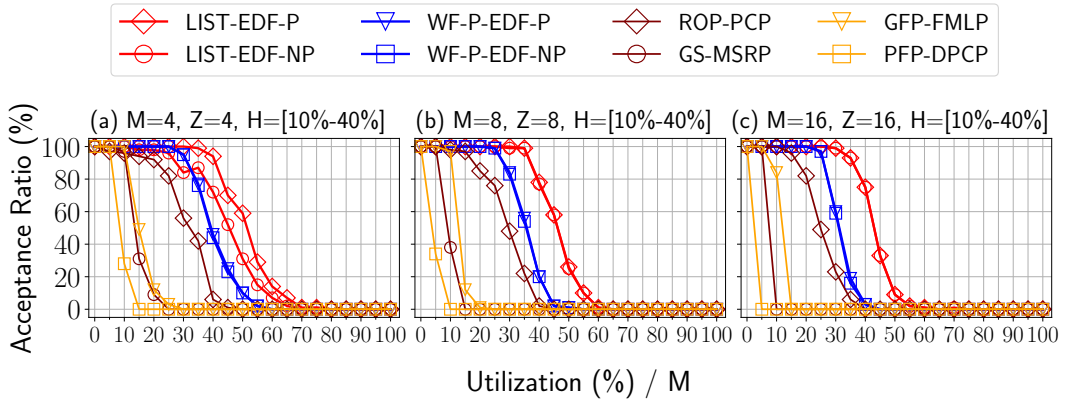 LIST-EDF-P WF-P-EDF-P ROP-PCP GFP-FMLP
LIST-EDF-NP WF-P-EDF-NP GS-MSRP PFP-DPCP
(a) M=4, Z=4, H=[10%-40%] (b) M=8, Z=8, H=[10%-40%] (c) M=16, Z=16, H=[10%-40%]
Acceptance Ratio (%)
100
80
60
40
20
0
0 10 20 30 40 50 60 70 80 100 0 10 20 30 40 50 60 70 80 100 0 10 20 30 40 50 60 70 80 100
Utilization (%) / M